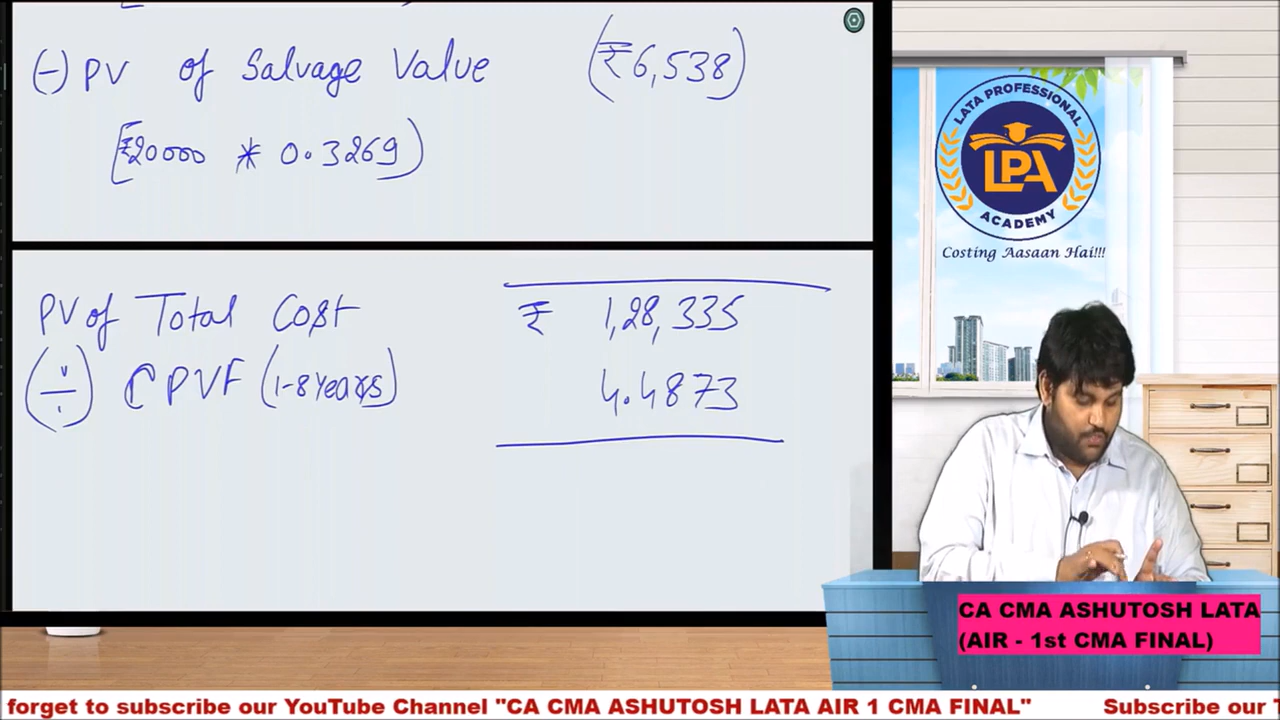 (-) PV of Salvage Value (₹6,538)
[₹20000 * 0.3269)
PV of Total Cost ₹ 1,28,335
(÷) CPVF (1-8 Years) 4.4873
LATA PROFESSIONAL
LPA
ACADEMY
Costing Aasaan Hai!!!
CA CMA ASHUTOSH LATA
(AIR - 1st CMA FINAL)
forget to subscribe our YouTube Channel "CA CMA ASHUTOSH LATA AIR 1 CMA FINAL" Subscribe our